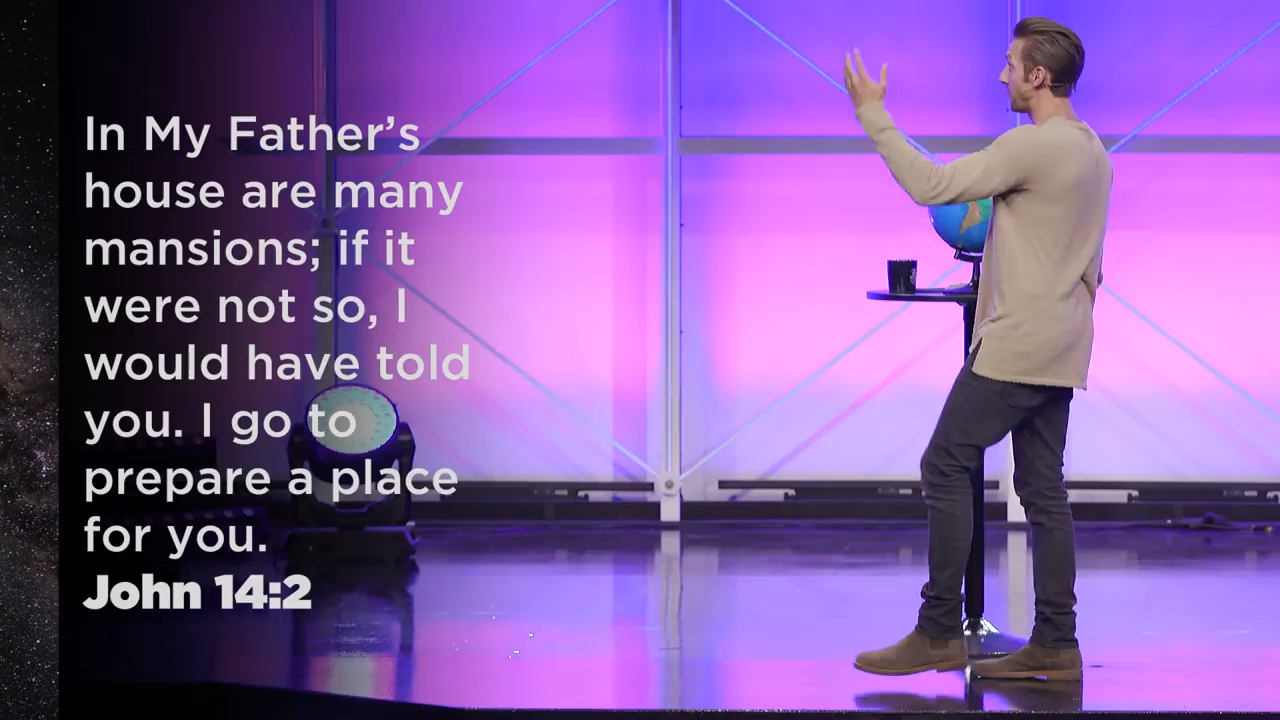 In My Father’s
house are many
mansions; if it
were not so, I
would have told
you. I go to
prepare a place
for you.
John 14:2